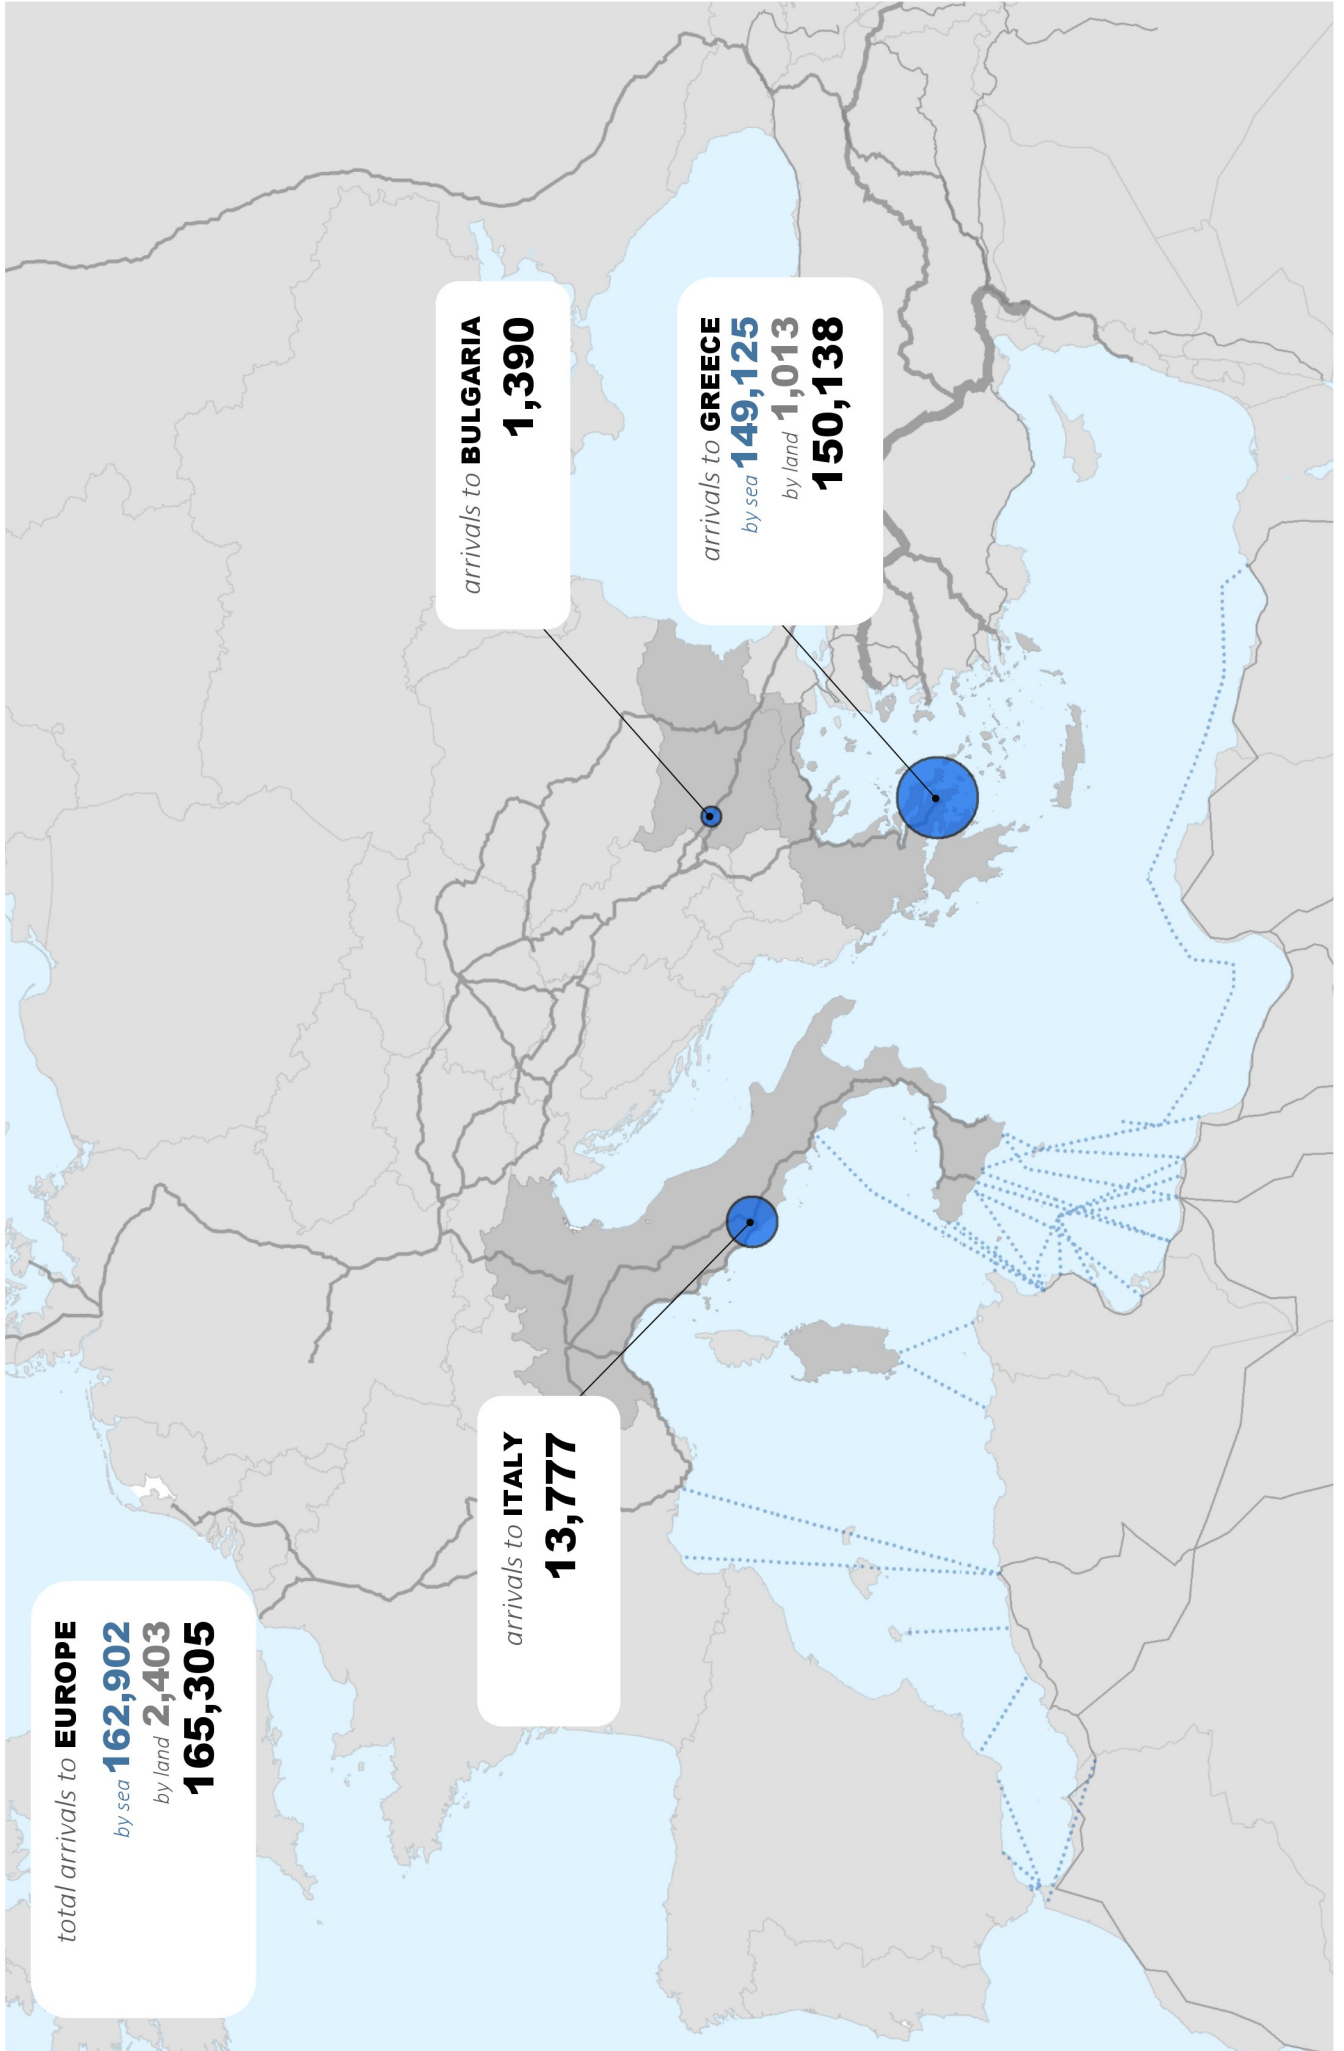 total arrivals to EUROPE
by sea 162,902
by land 2,403
165,305
arrivals to ITALY
13,777
arrivals to BULGARIA
1,390
arrivals to GREECE
by sea 149,125
by land 1,013
150,138